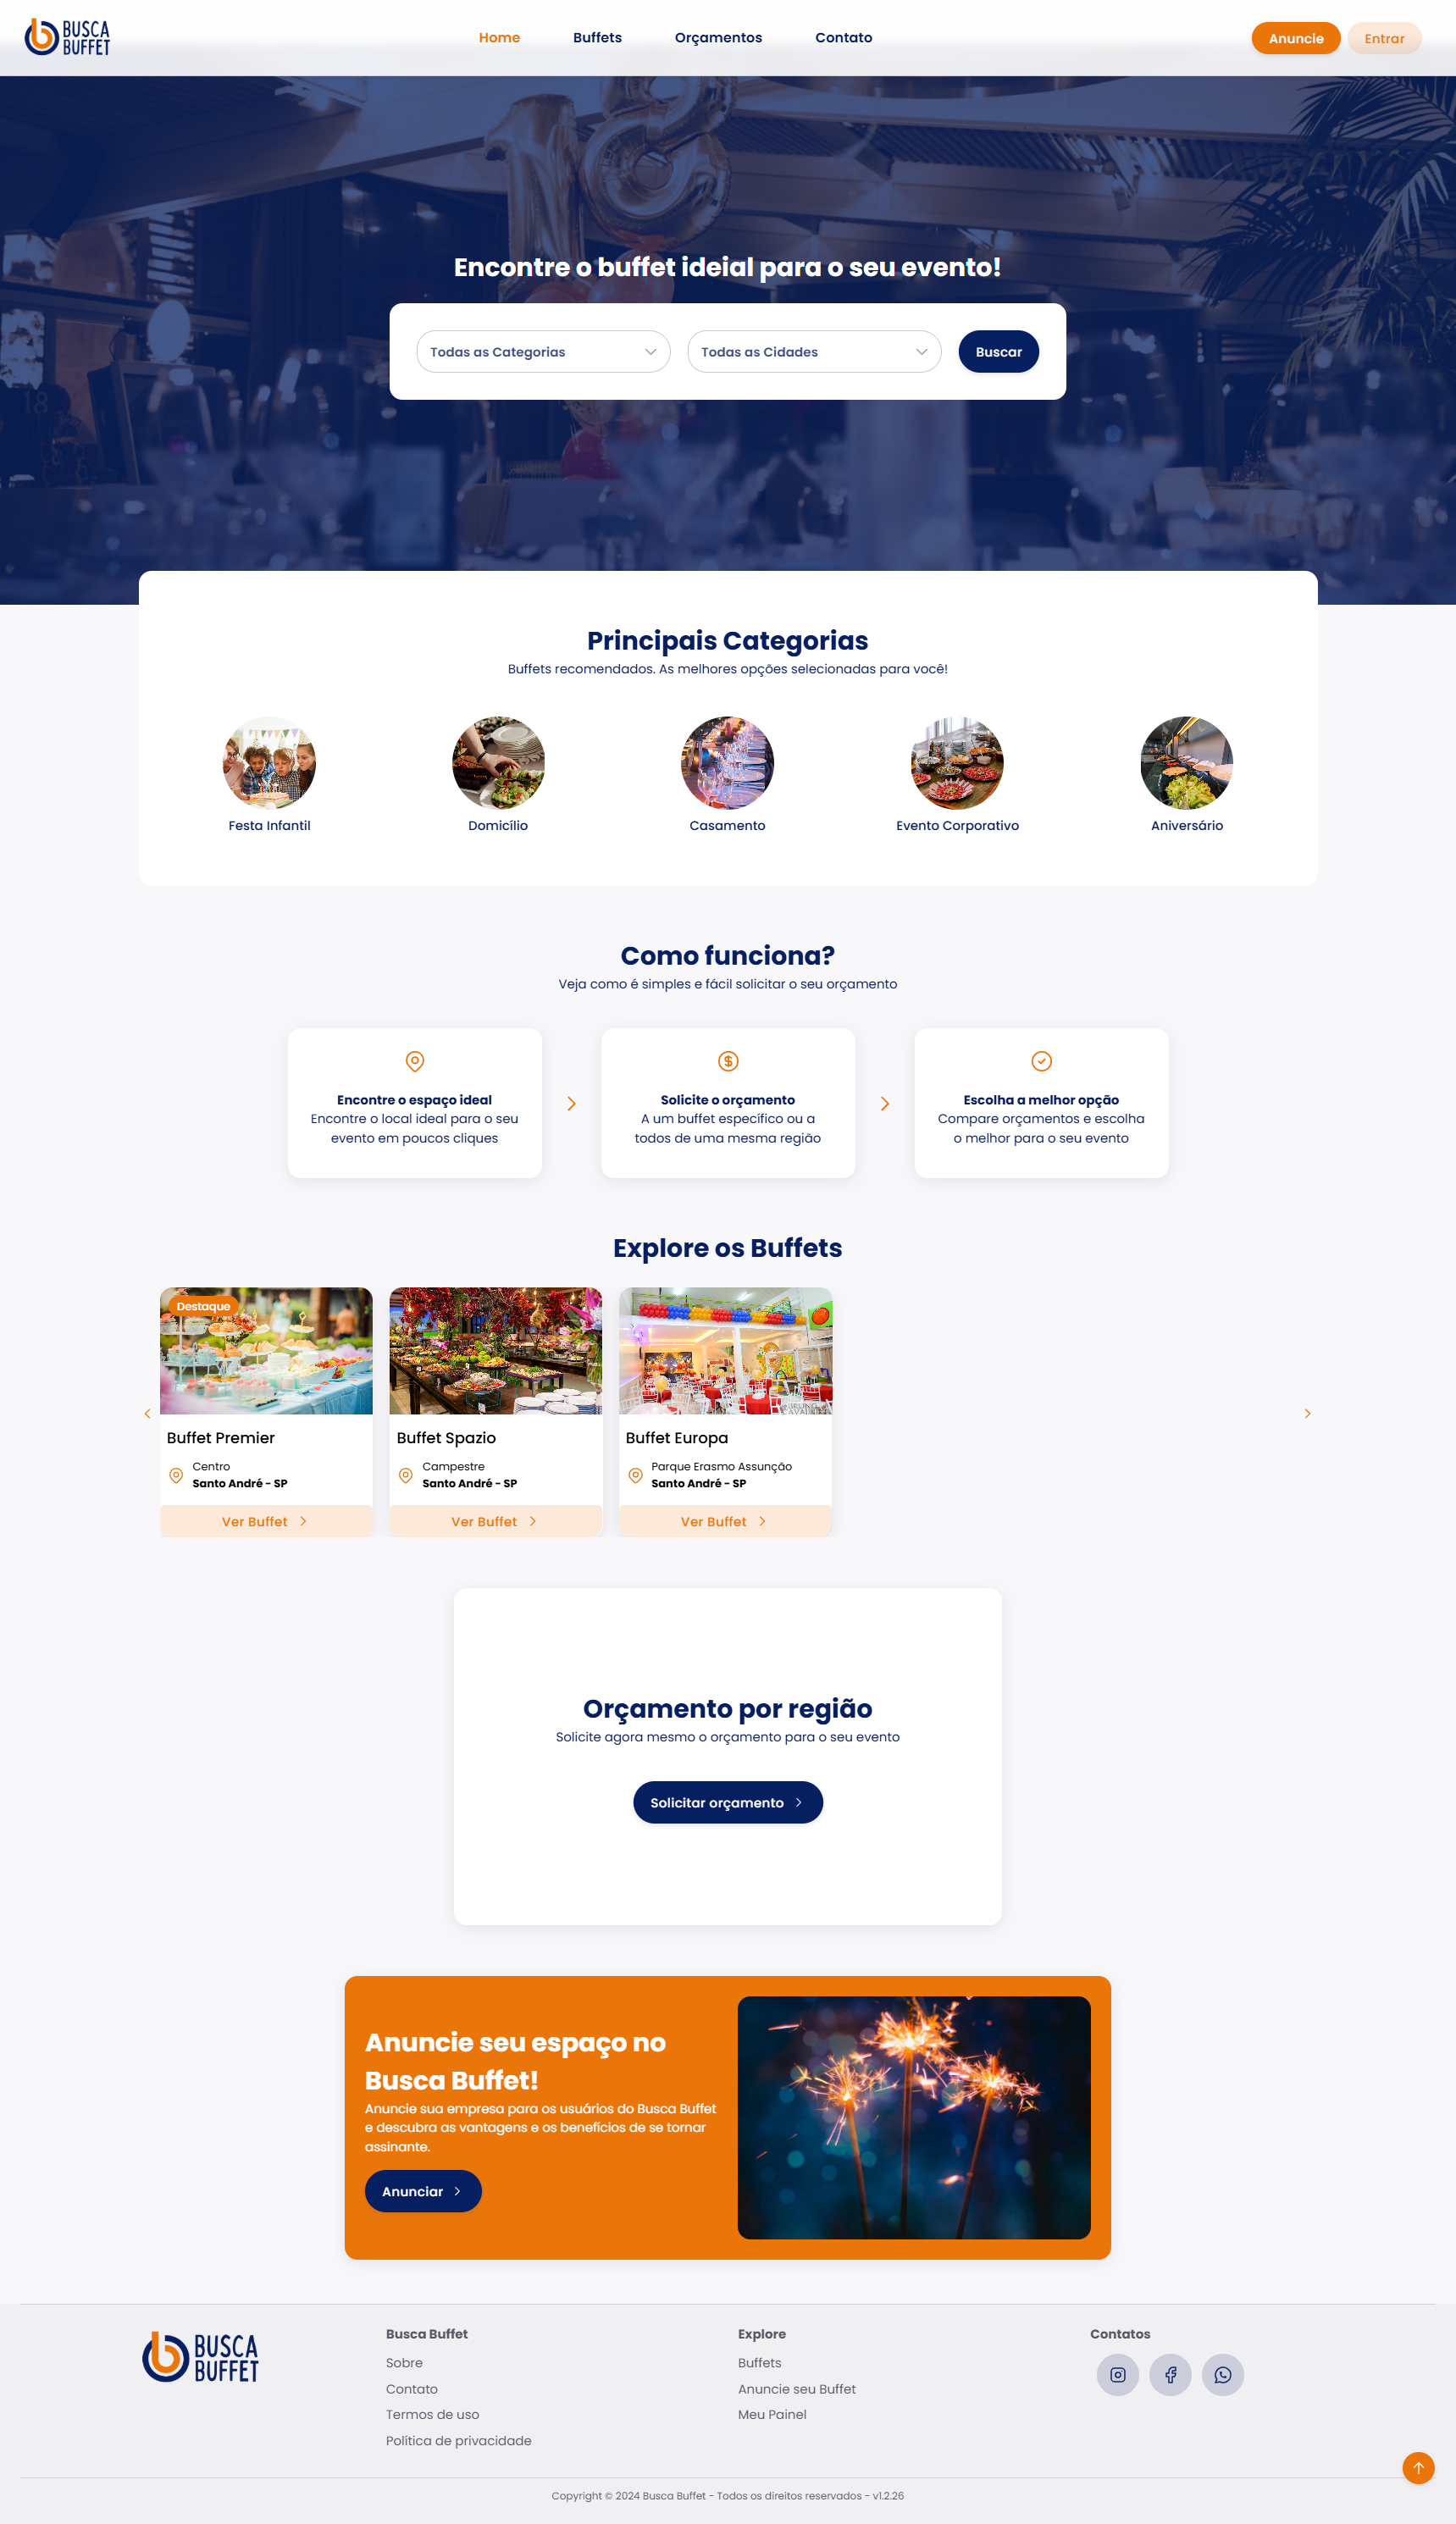 BUSCA
BUFFET
Home
Buffets
Orçamentos
Contato
Anuncie
Entrar
18
Encontre o buffet ideial para o seu evento!
Todas as Categorias
Todas as Cidades
Buscar
Principais Categorias
Buffets recomendados. As melhores opções selecionadas para você!
Festa Infantil
Domicílio
Casamento
Evento Corporativo
Aniversário
Como funciona?
Veja como é simples e fácil solicitar o seu orçamento
Encontre o espaço ideal
Encontre o local ideal para o seu
evento em poucos cliques
Solicite o orçamento
A um buffet específico ou a
todos de uma mesma região
Escolha a melhor opção
Compare orçamentos e escolha
o melhor para o seu evento
Explore os Buffets
Destaque
Buffet Premier
Centro
Santo André - SP
Ver Buffet
Buffet Spazio
Campestre
Santo André - SP
Ver Buffet
Buffet Europa
Parque Erasmo Assunção
Santo André - SP
Ver Buffet
Orçamento por região
Solicite agora mesmo o orçamento para o seu evento
Solicitar orçamento
Anuncie seu espaço no
Busca Buffet!
Anuncie sua empresa para os usuários do Busca Buffet
e descubra as vantagens e os benefícios de se tornar
assinante.
Anunciar
BUSCA
BUFFET
Busca Buffet
Sobre
Contato
Termos de uso
Política de privacidade
Explore
Buffets
Anuncie seu Buffet
Meu Painel
Contatos
Copyright © 2024 Busca Buffet - Todos os direitos reservados - v1.2.26